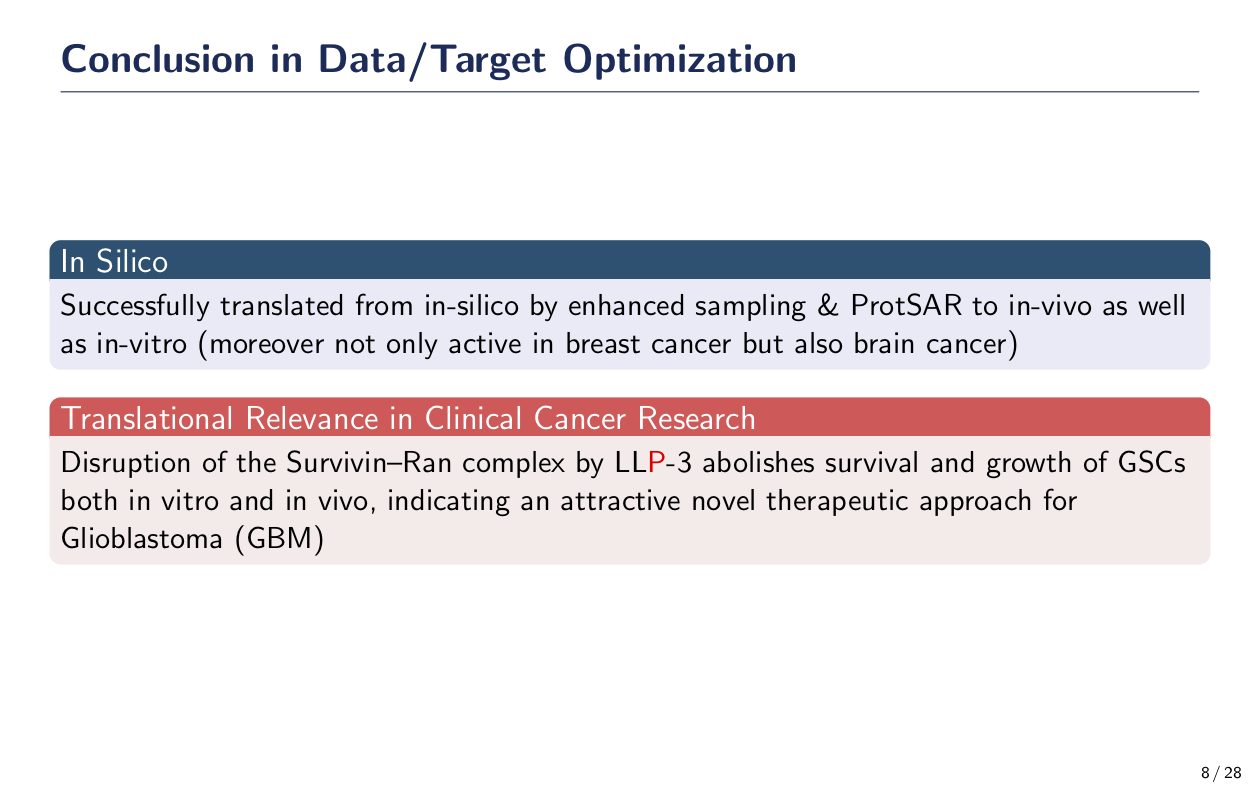 Conclusion in Data/Target Optimization
In Silico
Successfully translated from in-silico by enhanced sampling & ProtSAR to in-vivo as well
as in-vitro (moreover not only active in breast cancer but also brain cancer)
Translational Relevance in Clinical Cancer Research
Disruption of the Survivin–Ran complex by LLP-3 abolishes survival and growth of GSCs
both in vitro and in vivo, indicating an attractive novel therapeutic approach for
Glioblastoma (GBM)
8 / 28